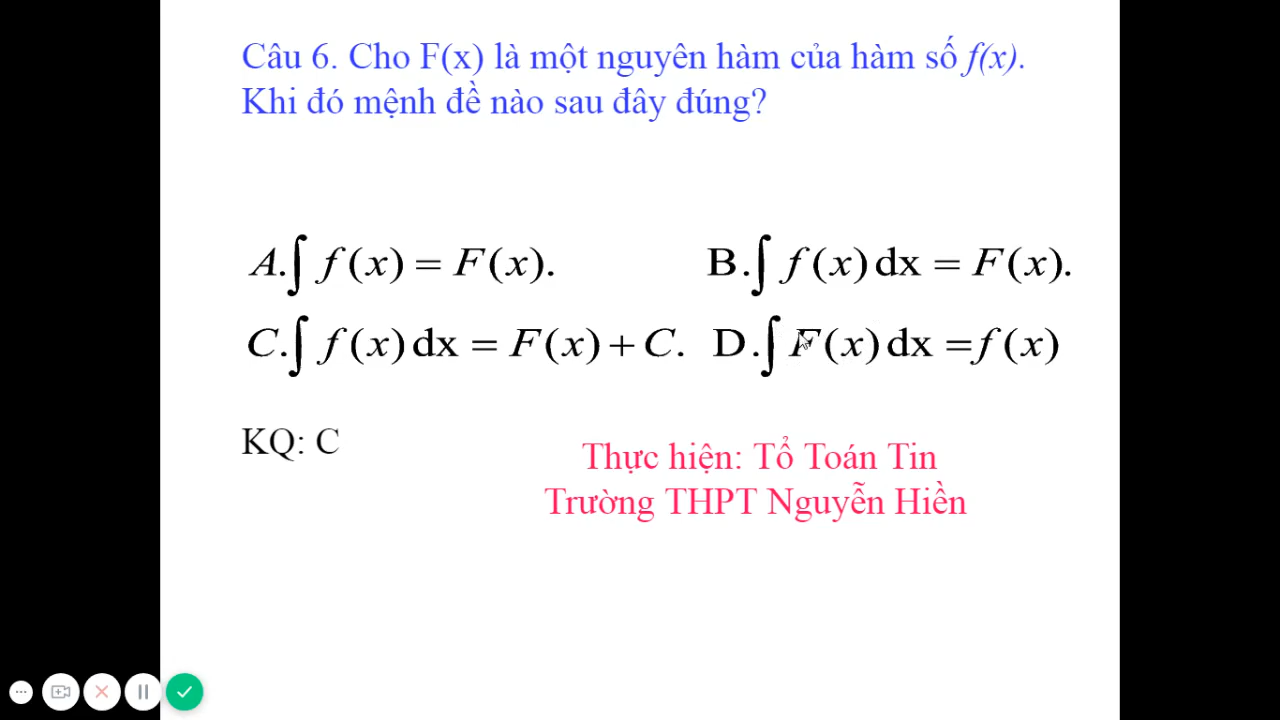 Câu 6. Cho F(x) là một nguyên hàm của hàm số f(x).
Khi đó mệnh đề nào sau đây đúng?
A.∫ f(x) = F(x). B.∫ f(x)dx = F(x).
C.∫ f(x)dx = F(x) + C. D.∫ F(x)dx =f(x)
KQ: C
Thực hiện: Tổ Toán Tin
Trường THPT Nguyễn Hiền